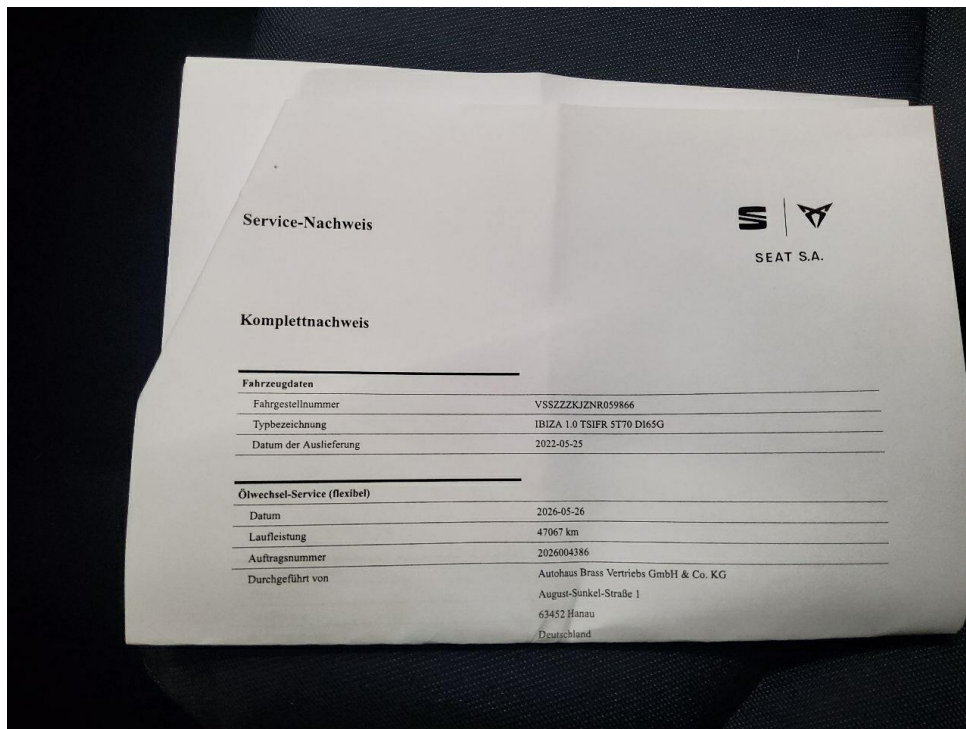 Service-Nachweis
SEAT S.A.
Komplettnachweis
Fahrzeugdaten
Fahrgestellnummer VSSZZZKJZNR059866
Typbezeichnung IBIZA 1.0 TSIFR 5T70 DI65G
Datum der Auslieferung 2022-05-25
Ölwechsel-Service (flexibel)
Datum 2026-05-26
Laufleistung 47067 km
Auftragsnummer 2026004386
Durchgeführt von Autohaus Brass Vertriebs GmbH & Co. KG
August-Sunkel-Straße 1
63452 Hanau
Deutschland